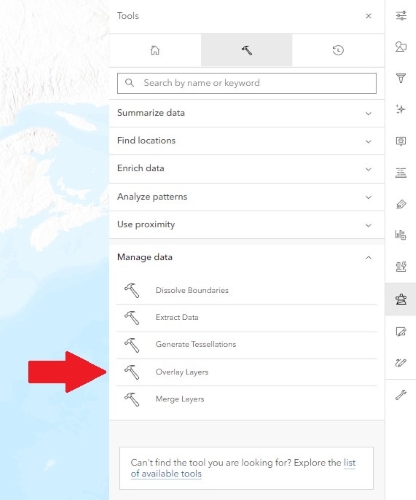 Tools
Search by name or keyword
Summarize data
Find locations
Enrich data
Analyze patterns
Use proximity
Manage data
Dissolve Boundaries
Extract Data
Generate Tessellations
Overlay Layers
Merge Layers
Can't find the tool you are looking for? Explore the list
of available tools